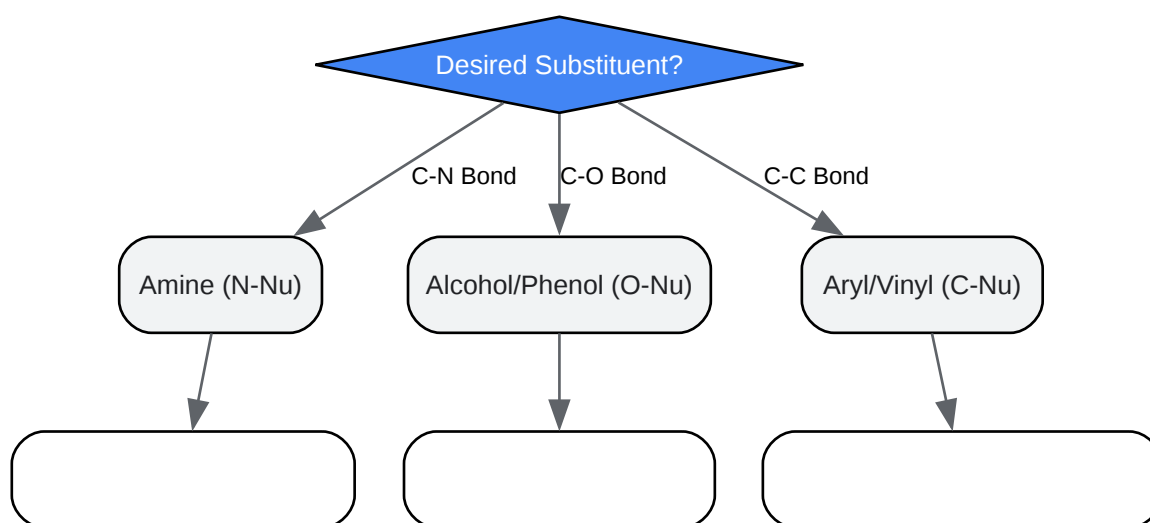 Desired Substituent?
C-N Bond
C-O Bond
C-C Bond
Amine (N-Nu)
Alcohol/Phenol (O-Nu)
Aryl/Vinyl (C-Nu)